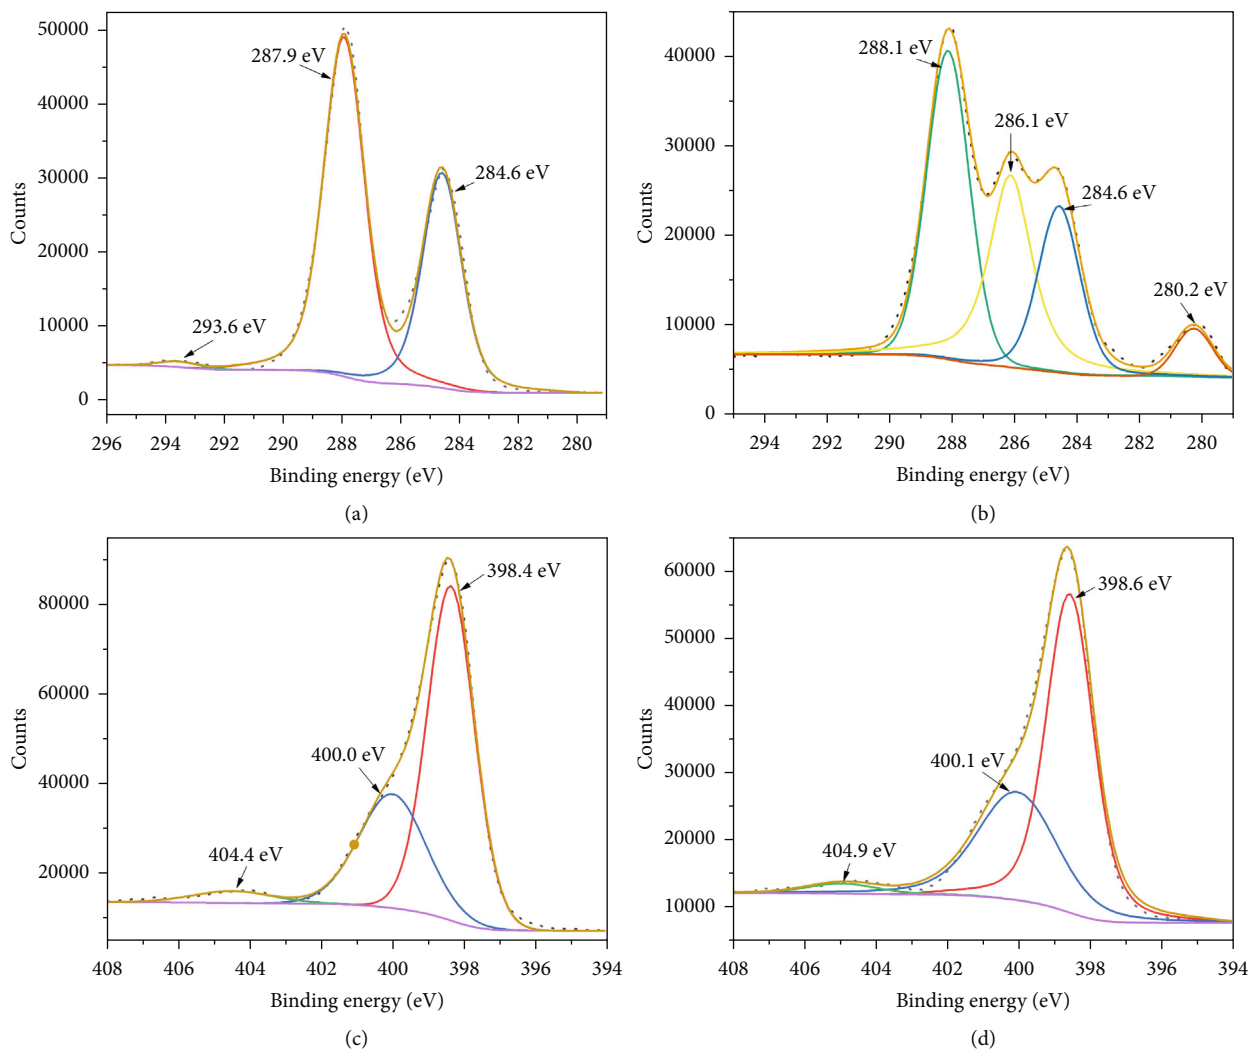 50000
40000
30000
20000
10000
0
Counts
287.9 eV
284.6 eV
293.6 eV
296 294 292 290 288 286 284 282 280
Binding energy (eV)
(a)
40000
30000
20000
10000
0
Counts
288.1 eV
286.1 eV
284.6 eV
280.2 eV
294 292 290 288 286 284 282 280
Binding energy (eV)
(b)
80000
60000
40000
20000
Counts
398.4 eV
400.0 eV
404.4 eV
408 406 404 402 400 398 396 394
Binding energy (eV)
(c)
60000
50000
40000
30000
20000
10000
Counts
398.6 eV
400.1 eV
404.9 eV
408 406 404 402 400 398 396 394
Binding energy (eV)
(d)